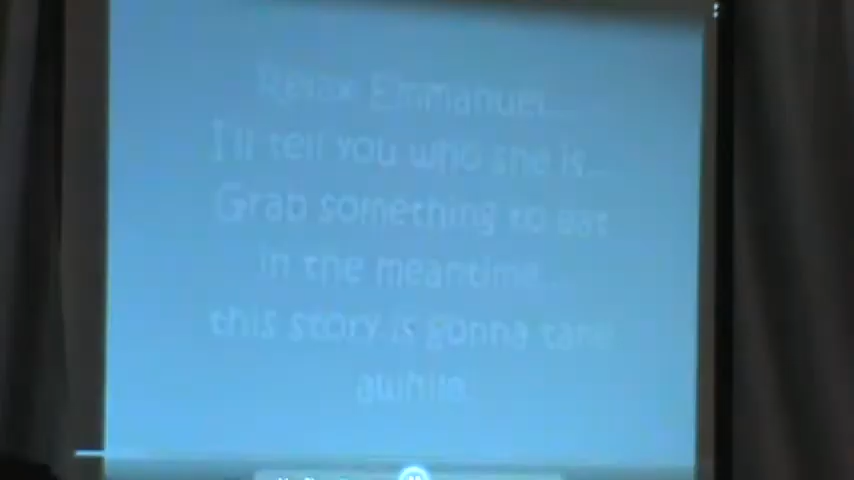 Relax Emmanuel...
I'll tell you who she is...
Grab something to eat
in the meantime...
this story is gonna take
awhile.